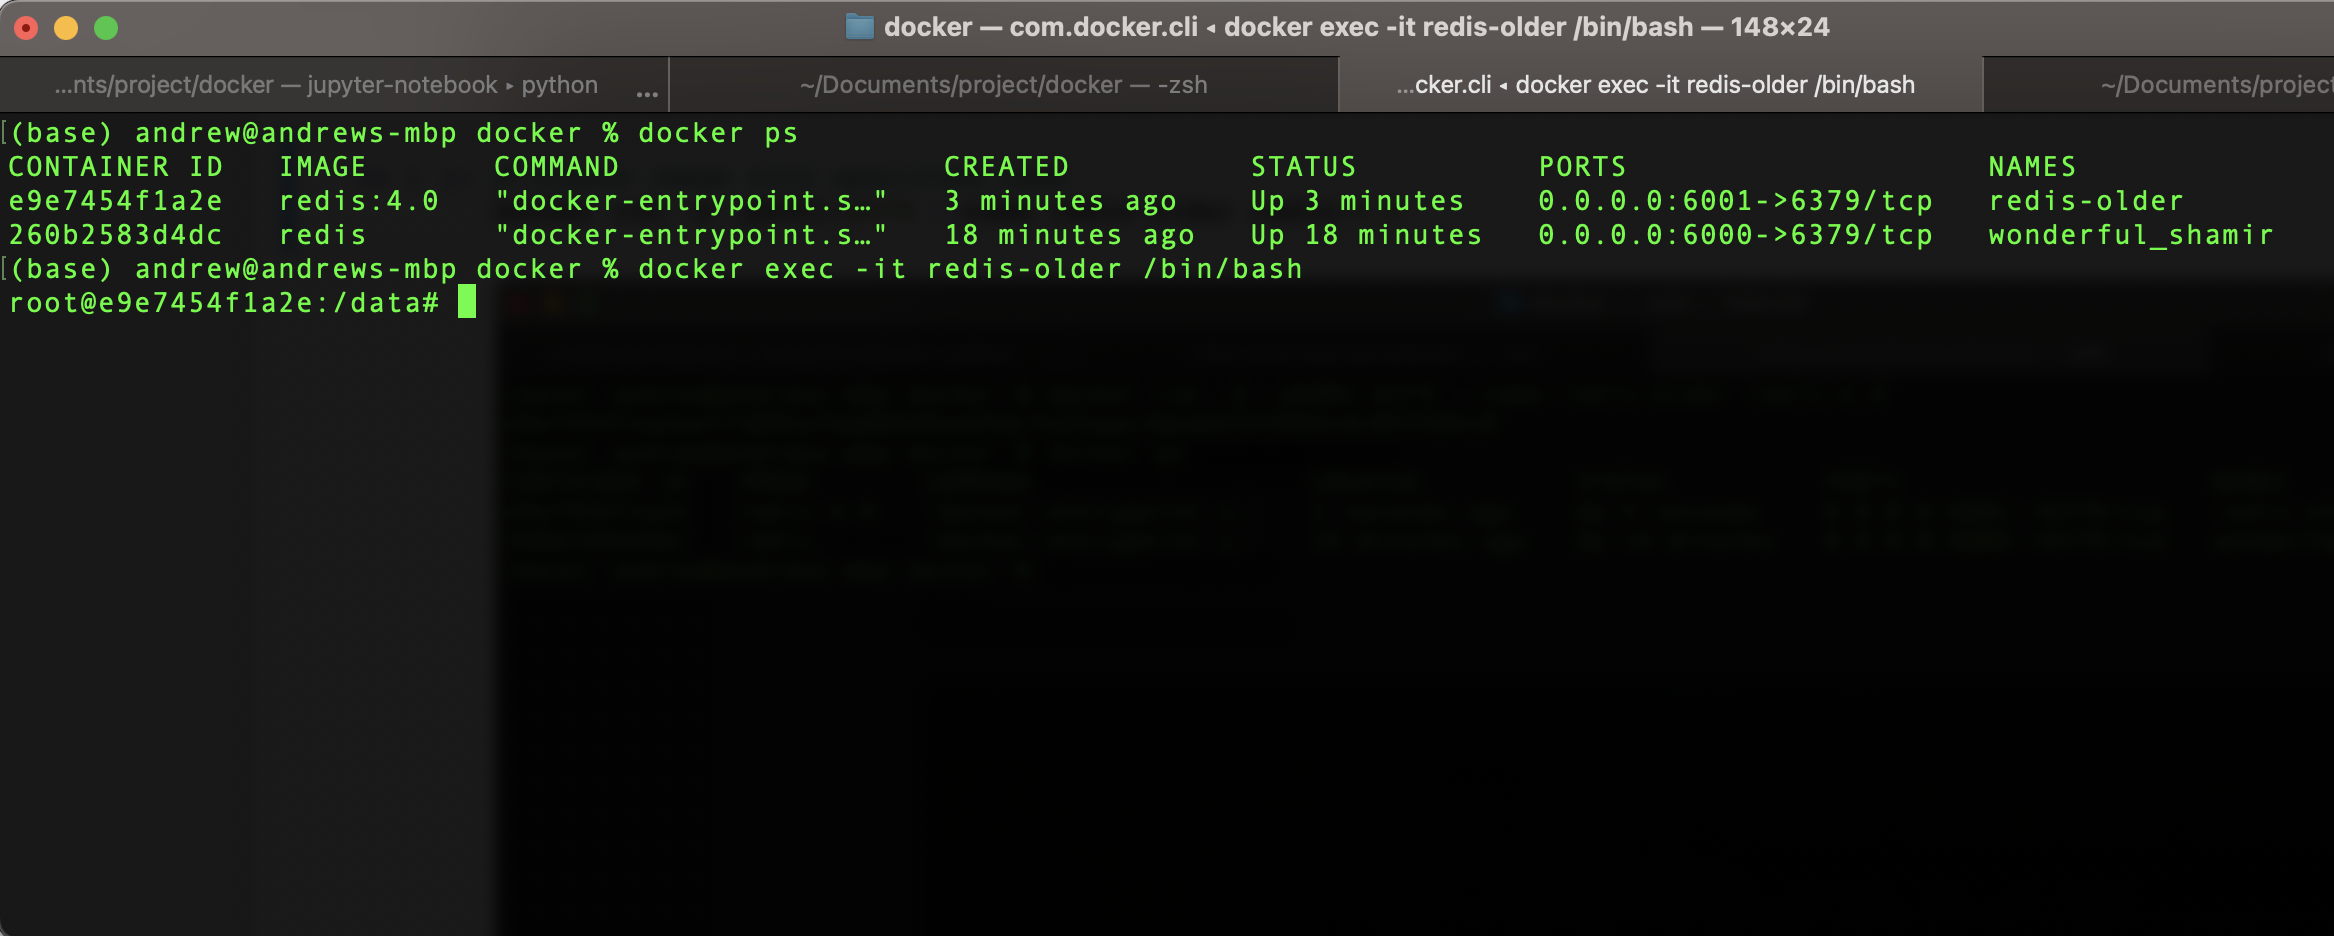 docker — com.docker.cli ◂ docker exec -it redis-older /bin/bash — 148×24
...nts/project/docker — jupyter-notebook ▸ python ...
~/Documents/project/docker — -zsh
...cker.cli ◂ docker exec -it redis-older /bin/bash
~/Documents/project
[(base) andrew@andrews-mbp docker % docker ps
CONTAINER ID IMAGE COMMAND CREATED STATUS PORTS NAMES
e9e7454f1a2e redis:4.0 "docker-entrypoint.s…" 3 minutes ago Up 3 minutes 0.0.0.0:6001->6379/tcp redis-older
260b2583d4dc redis "docker-entrypoint.s…" 18 minutes ago Up 18 minutes 0.0.0.0:6000->6379/tcp wonderful_shamir
[(base) andrew@andrews-mbp docker % docker exec -it redis-older /bin/bash
root@e9e7454f1a2e:/data#